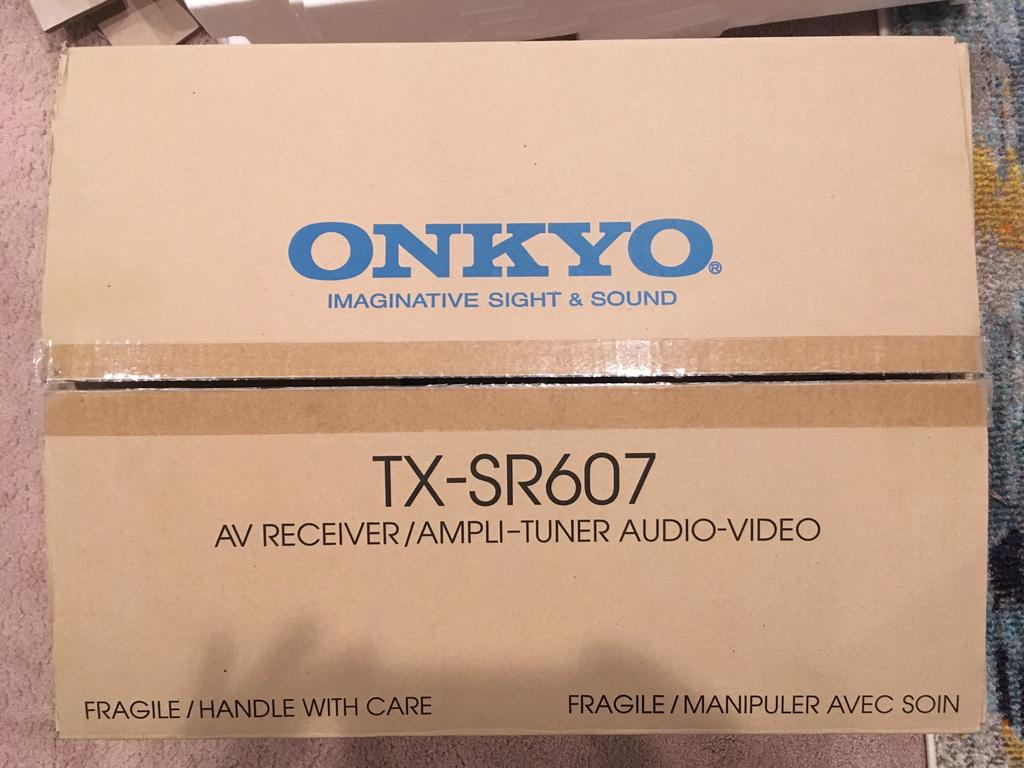 ONKYO®
IMAGINATIVE SIGHT & SOUND
TX-SR607
AV RECEIVER/AMPLI-TUNER AUDIO-VIDEO
FRAGILE/HANDLE WITH CARE
FRAGILE/MANIPULER AVEC SOIN